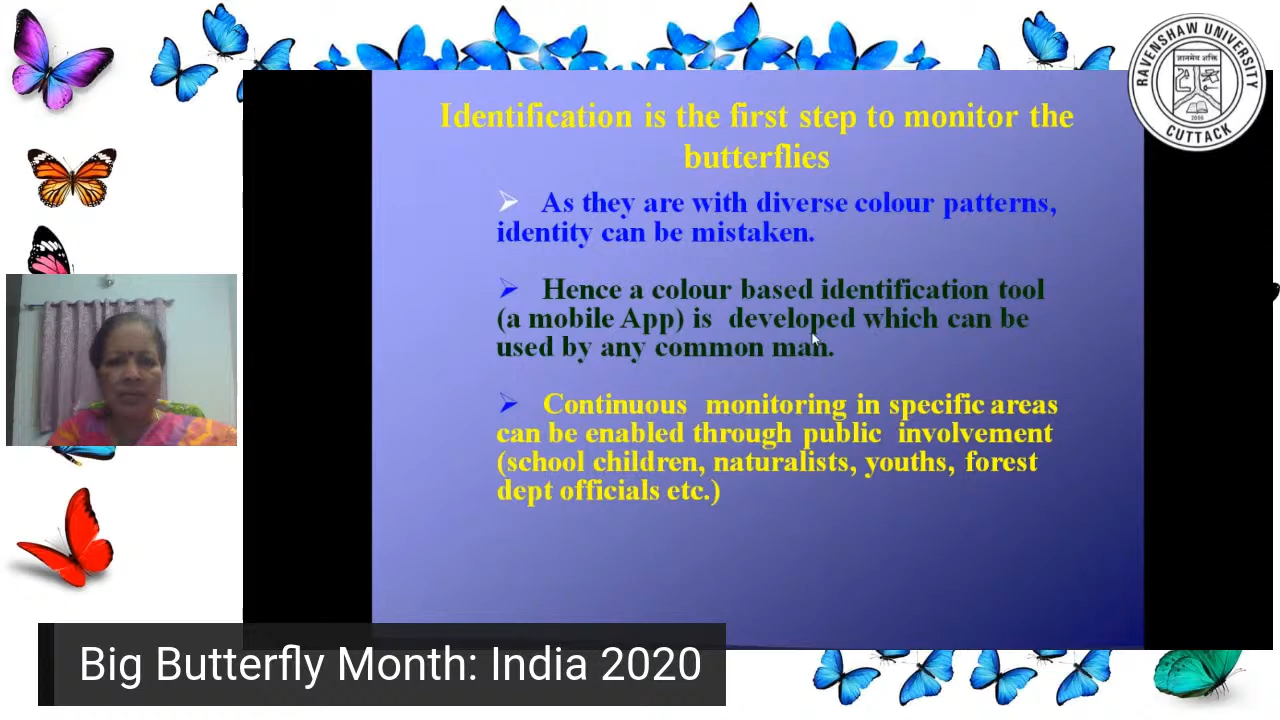 RAVENSHAW UNIVERSITY
ज्ञानमेव शक्तिः
2006
CUTTACK
Identification is the first step to monitor the
butterflies
As they are with diverse colour patterns,
identity can be mistaken.
Hence a colour based identification tool
(a mobile App) is developed which can be
used by any common man.
Continuous monitoring in specific areas
can be enabled through public involvement
(school children, naturalists, youths, forest
dept officials etc.)
Big Butterfly Month: India 2020